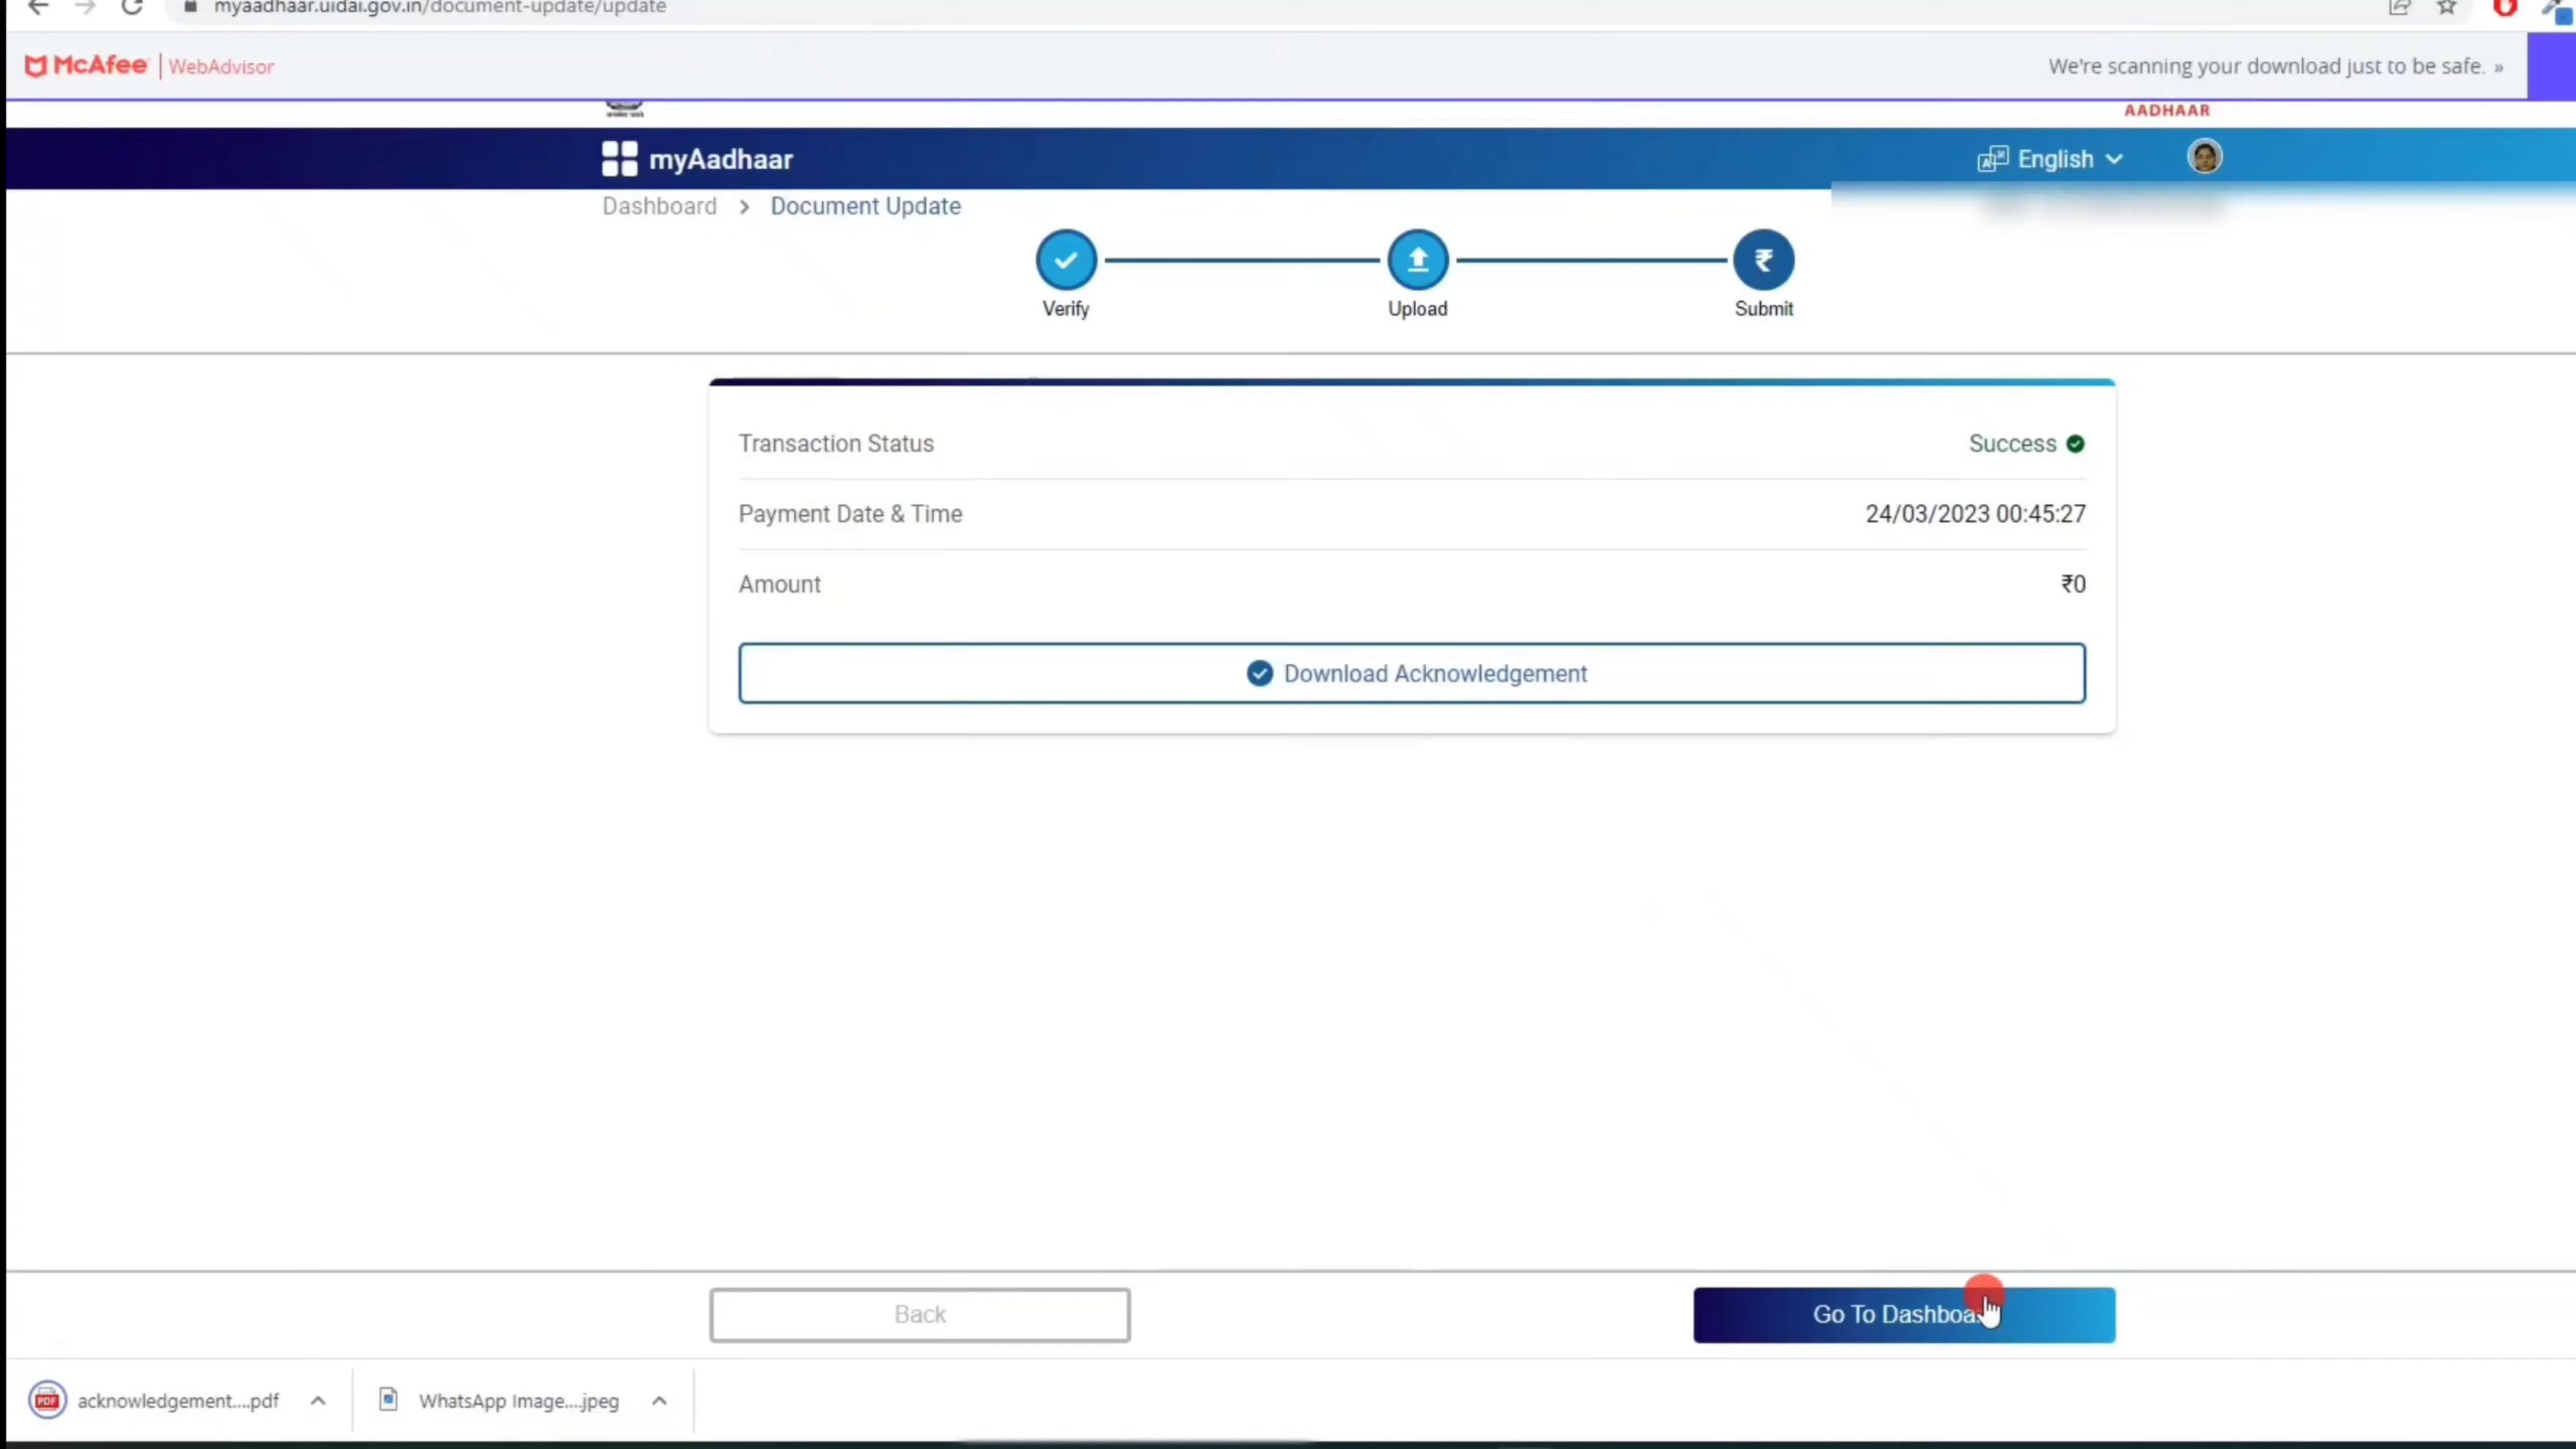 myaadhaar.uidai.gov.in/document-update/update
McAfee | WebAdvisor
We're scanning your download just to be safe. »
AADHAAR
myAadhaar
English
Dashboard > Document Update
Verify
Upload
₹
Submit
Transaction Status
Success
Payment Date & Time
24/03/2023 00:45:27
Amount
₹0
Download Acknowledgement
Back
Go To Dashboa
PDF
acknowledgement....pdf
WhatsApp Image....jpeg